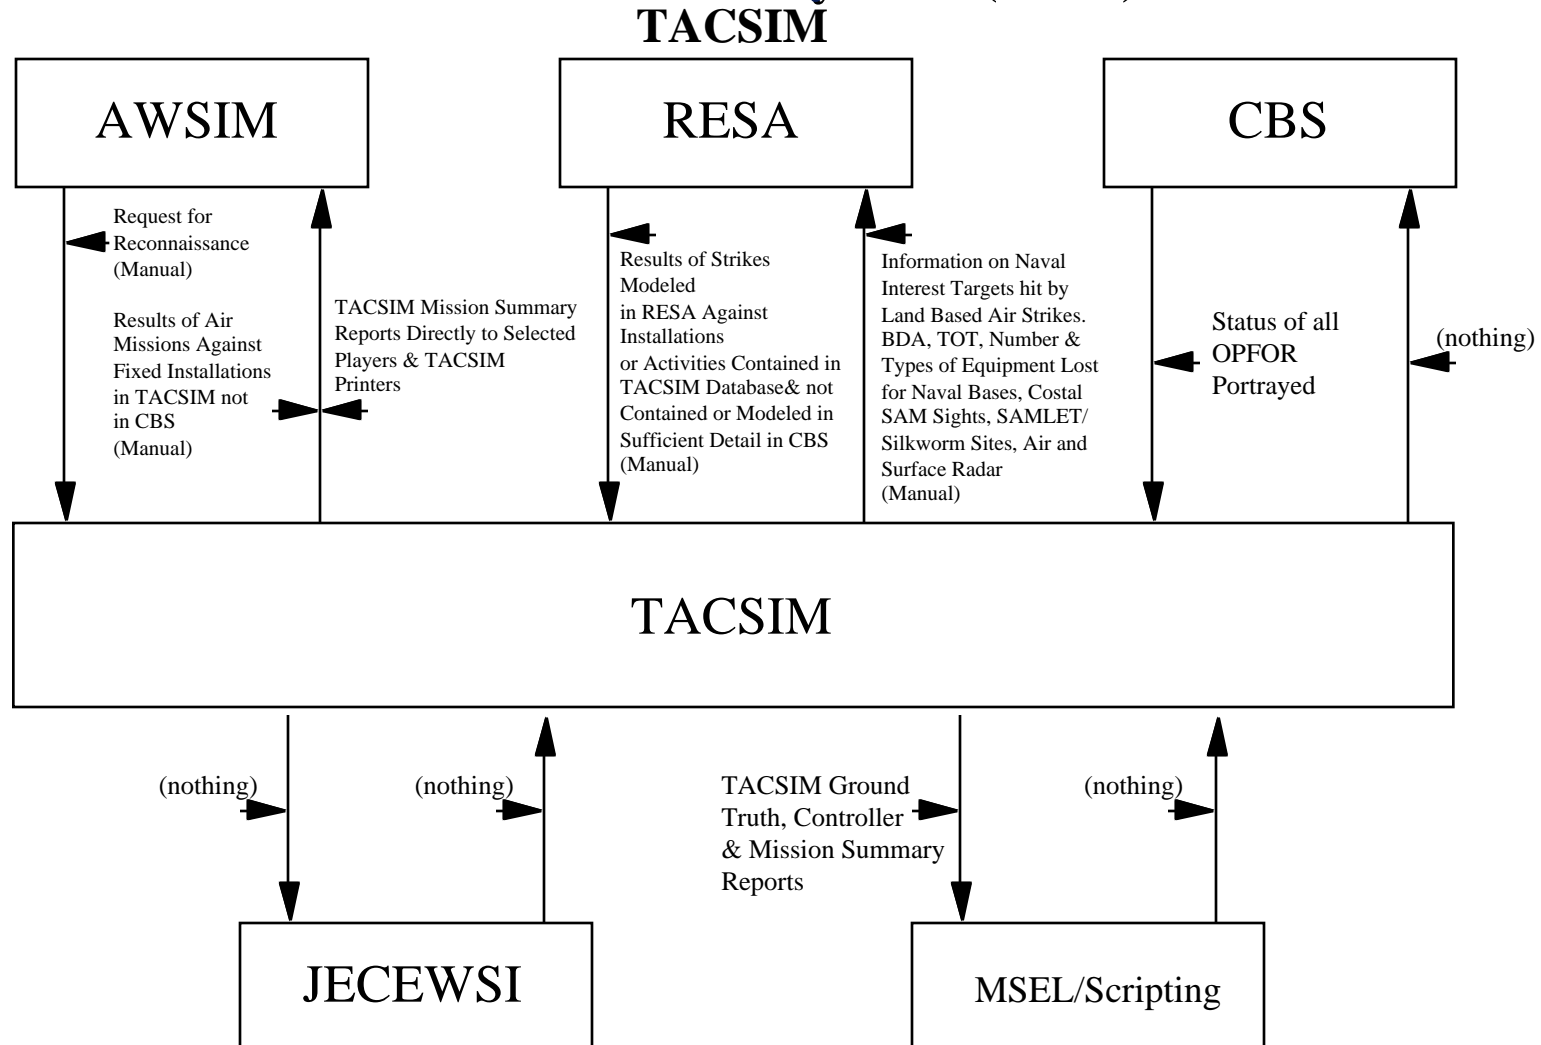 TACSIM
AWSIM
RESA
CBS
Request for
Reconnaissance
(Manual)
Results of Air
Missions Against
Fixed Installations
in TACSIM not
in CBS
(Manual)
TACSIM Mission Summary
Reports Directly to Selected
Players & TACSIM
Printers
Results of Strikes
Modeled
in RESA Against
Installations
or Activities Contained in
TACSIM Database& not
Contained or Modeled in
Sufficient Detail in CBS
(Manual)
Information on Naval
Interest Targets hit by
Land Based Air Strikes.
BDA, TOT, Number &
Types of Equipment Lost
for Naval Bases, Costal
SAM Sights, SAMLET/
Silkworm Sites, Air and
Surface Radar
(Manual)
Status of all
OPFOR
Portrayed
(nothing)
TACSIM
(nothing)
(nothing)
TACSIM Ground
Truth, Controller
& Mission Summary
Reports
(nothing)
JECEWSI
MSEL/Scripting